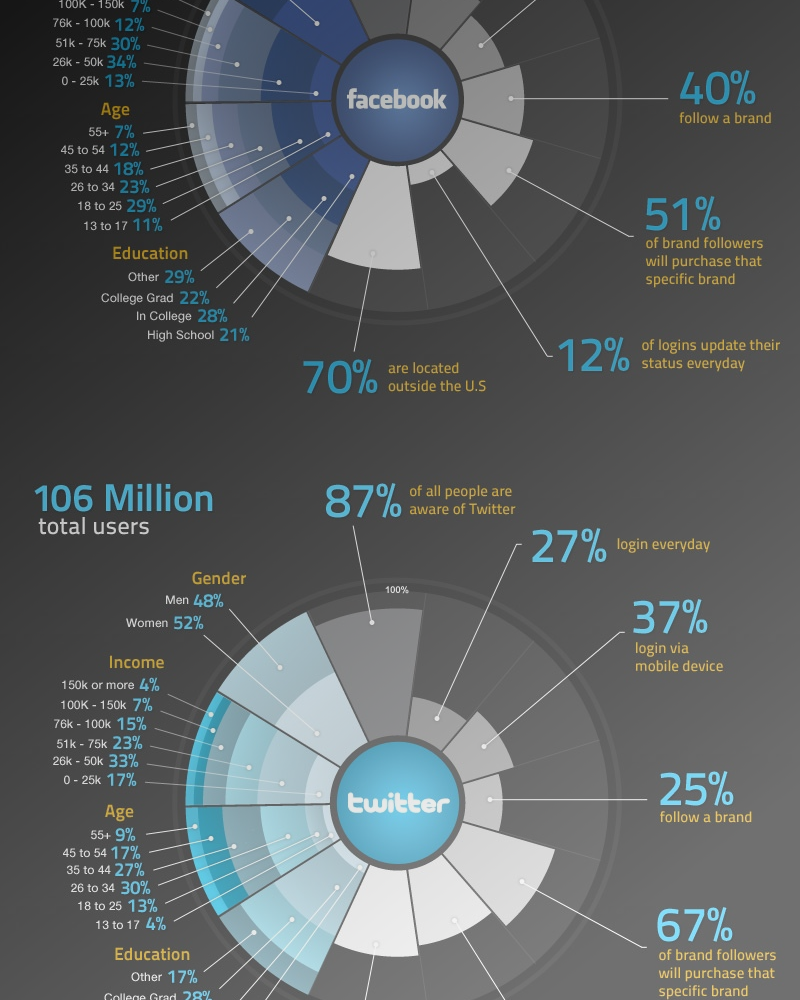 100K - 150k 7%
76k - 100k 12%
51k - 75k 30%
26k - 50k 34%
0 - 25k 13%
Age
55+ 7%
45 to 54 12%
35 to 44 18%
26 to 34 23%
18 to 25 29%
13 to 17 11%
Education
Other 29%
College Grad 22%
In College 28%
High School 21%
facebook
40%
follow a brand
51%
of brand followers
will purchase that
specific brand
12%
of logins update their
status everyday
70%
are located
outside the U.S
106 Million
total users
87%
of all people are
aware of Twitter
27%
login everyday
37%
login via
mobile device
25%
follow a brand
67%
of brand followers
will purchase that
specific brand
100%
twitter
Gender
Men 48%
Women 52%
Income
150k or more 4%
100K - 150k 7%
76k - 100k 15%
51k - 75k 23%
26k - 50k 33%
0 - 25k 17%
Age
55+ 9%
45 to 54 17%
35 to 44 27%
26 to 34 30%
18 to 25 13%
13 to 17 4%
Education
Other 17%
College Grad 28%